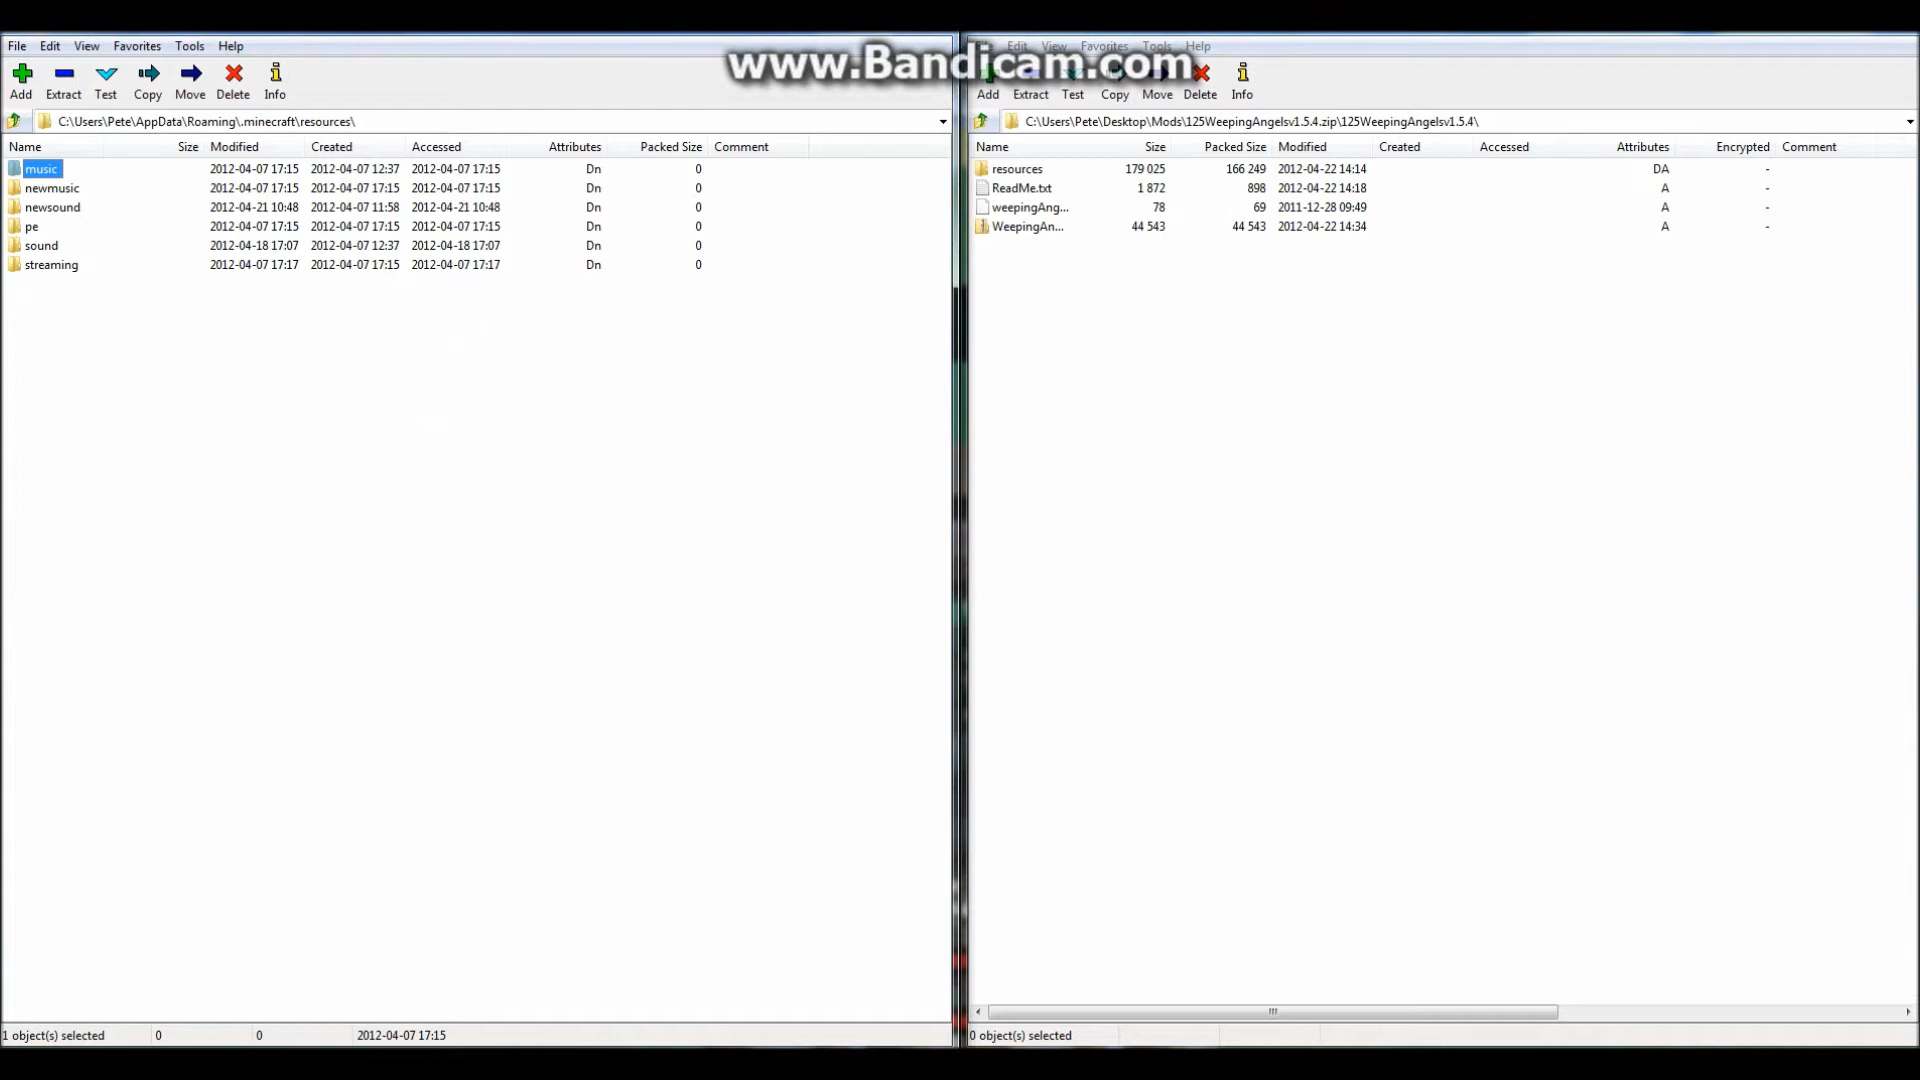 File Edit View Favorites Tools Help
Add Extract Test Copy Move Delete Info
C:\Users\Pete\AppData\Roaming\.minecraft\resources\
Name Size Modified Created Accessed Attributes Packed Size Comment
music 2012-04-07 17:15 2012-04-07 12:37 2012-04-07 17:15 Dn 0
newmusic 2012-04-07 17:15 2012-04-07 17:15 2012-04-07 17:15 Dn 0
newsound 2012-04-21 10:48 2012-04-07 11:58 2012-04-21 10:48 Dn 0
pe 2012-04-07 17:15 2012-04-07 17:15 2012-04-07 17:15 Dn 0
sound 2012-04-18 17:07 2012-04-07 12:37 2012-04-18 17:07 Dn 0
streaming 2012-04-07 17:17 2012-04-07 17:15 2012-04-07 17:17 Dn 0
1 object(s) selected 0 0 2012-04-07 17:15
www.Bandicam.com
Edit View Favorites Tools Help
Add Extract Test Copy Move Delete Info
C:\Users\Pete\Desktop\Mods\125WeepingAngelsv1.5.4.zip\125WeepingAngelsv1.5.4\
Name Size Packed Size Modified Created Accessed Attributes Encrypted Comment
resources 179 025 166 249 2012-04-22 14:14 DA -
ReadMe.txt 1 872 898 2012-04-22 14:18 A -
weepingAng... 78 69 2011-12-28 09:49 A -
WeepingAn... 44 543 44 543 2012-04-22 14:34 A -
0 object(s) selected